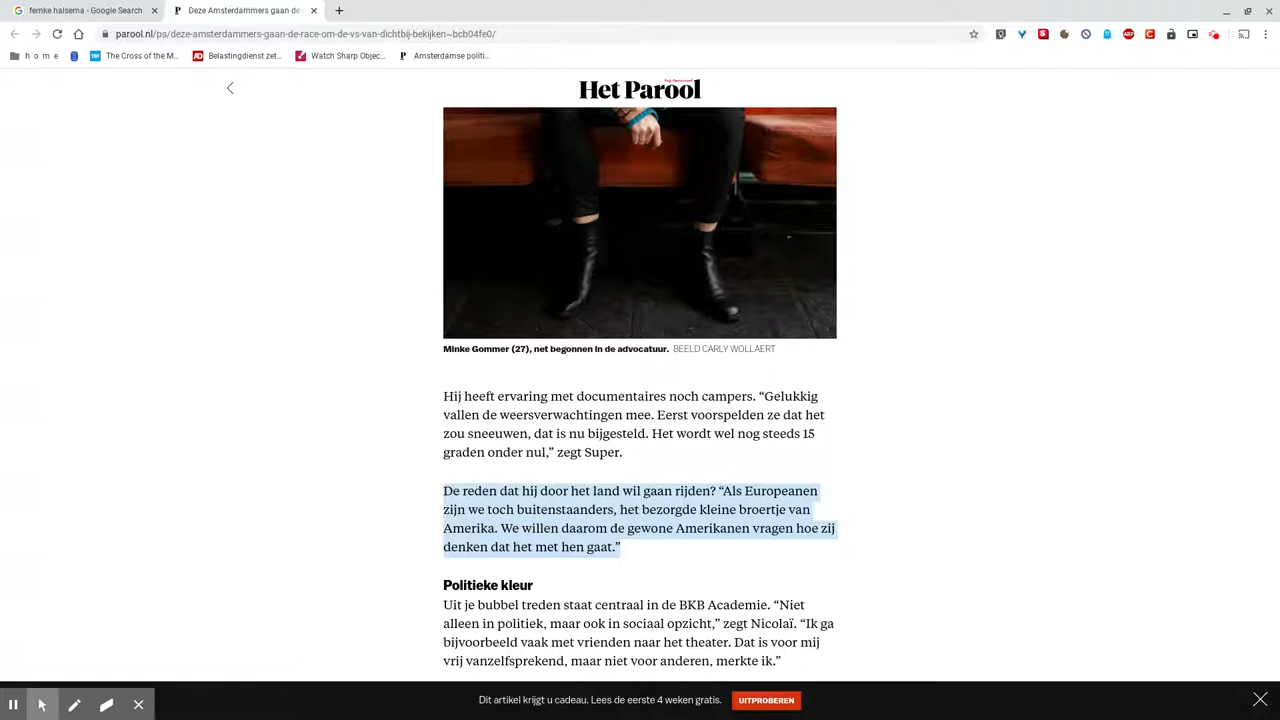 femke halsema - Google Search
Deze Amsterdammers gaan de
parool.nl/ps/deze-amsterdammers-gaan-de-race-om-de-vs-van-dichtbij-bekijken~bcb04fe0/
h o m e
The Cross of the M...
Belastingdienst zet...
Watch Sharp Objec...
Amsterdamse politi...
Het Parool
Minke Gommer (27), net begonnen in de advocatuur. BEELD CARLY WOLLAERT
Hij heeft ervaring met documentaires noch campers. “Gelukkig
vallen de weersverwachtingen mee. Eerst voorspelden ze dat het
zou sneeuwen, dat is nu bijgesteld. Het wordt wel nog steeds 15
graden onder nul,” zegt Super.
De reden dat hij door het land wil gaan rijden? “Als Europeanen
zijn we toch buitenstaanders, het bezorgde kleine broertje van
Amerika. We willen daarom de gewone Amerikanen vragen hoe zij
denken dat het met hen gaat.”
Politieke kleur
Uit je bubbel treden staat centraal in de BKB Academie. “Niet
alleen in politiek, maar ook in sociaal opzicht,” zegt Nicolaï. “Ik ga
bijvoorbeeld vaak met vrienden naar het theater. Dat is voor mij
vrij vanzelfsprekend, maar niet voor anderen, merkte ik.”
Dit artikel krijgt u cadeau. Lees de eerste 4 weken gratis.
UITPROBEREN